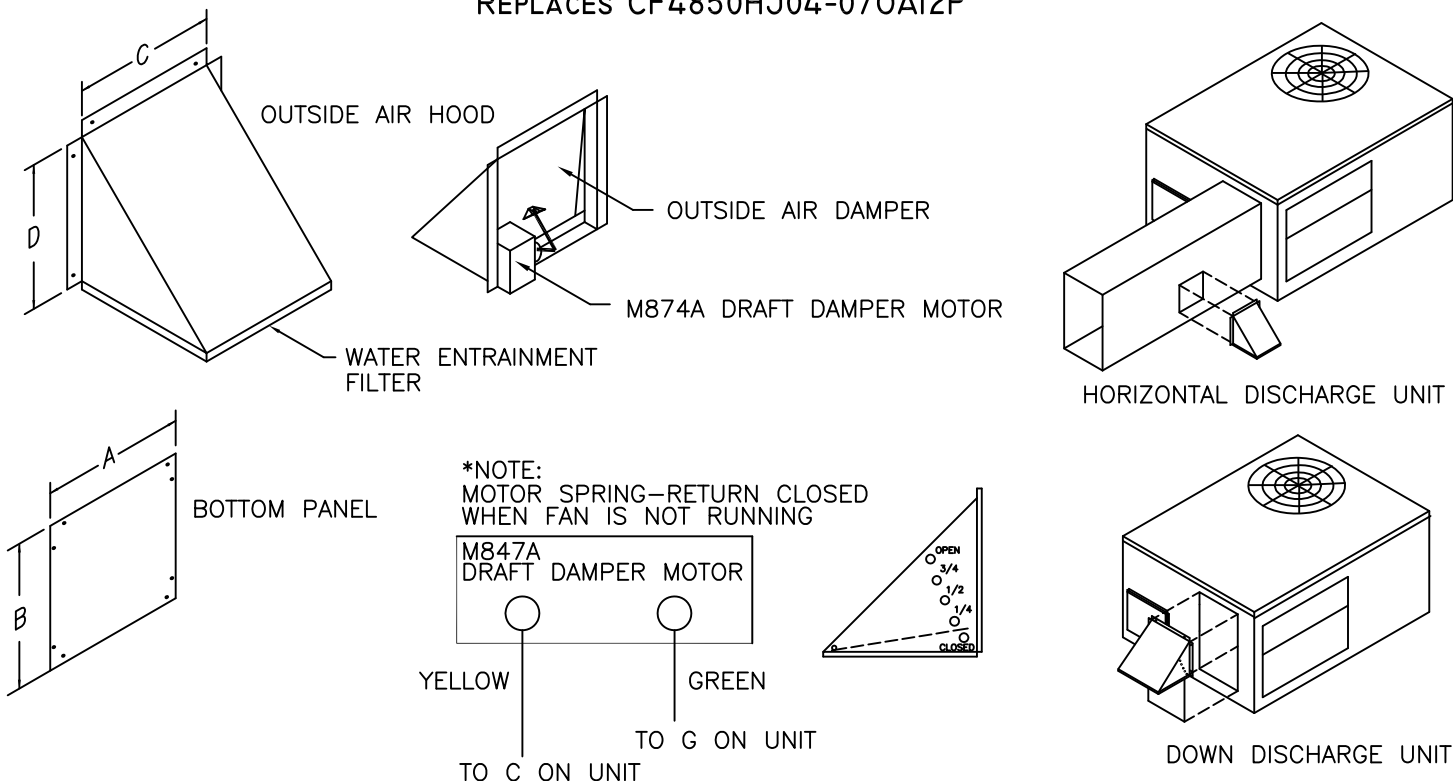 REPLACES CF4850HJ04-070A12P
C
OUTSIDE AIR HOOD
D
OUTSIDE AIR DAMPER
M874A DRAFT DAMPER MOTOR
WATER ENTRAINMENT
FILTER
HORIZONTAL DISCHARGE UNIT
A
B
BOTTOM PANEL
*NOTE:
MOTOR SPRING-RETURN CLOSED
WHEN FAN IS NOT RUNNING
M847A
DRAFT DAMPER MOTOR
YELLOW
GREEN
TO G ON UNIT
TO C ON UNIT
OPEN
3/4
1/2
1/4
CLOSED
DOWN DISCHARGE UNIT